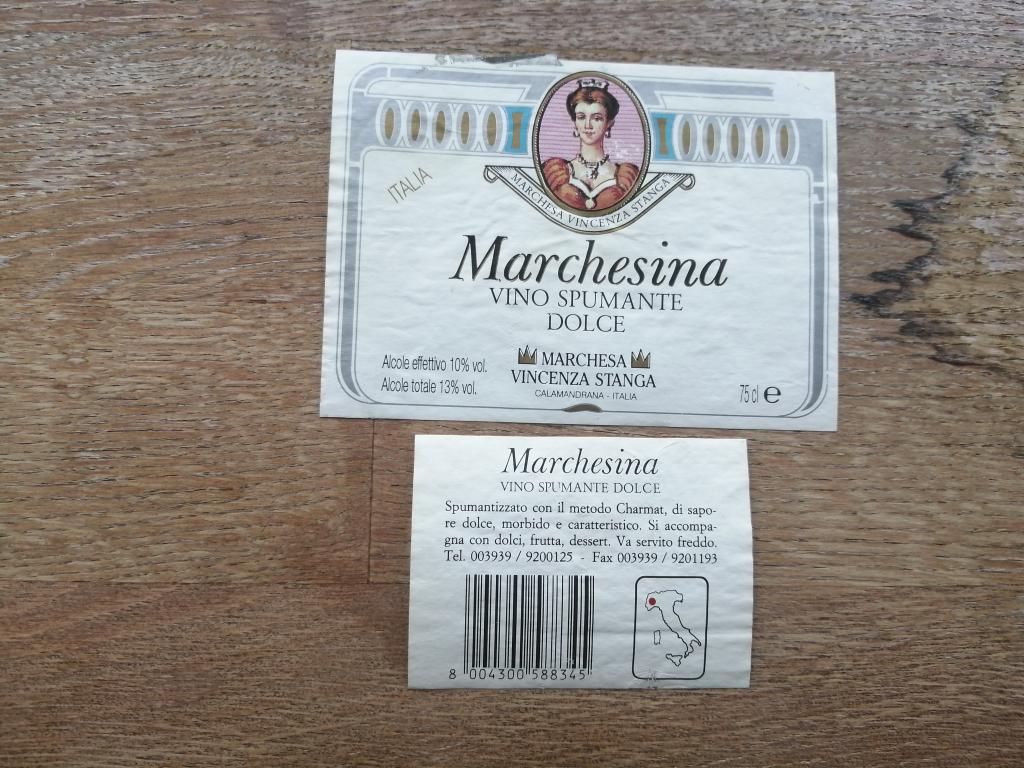 MARCHESA VINCENZA STANGA
ITALIA
Marchesina
VINO SPUMANTE
DOLCE
Alcole effettivo 10% vol.
Alcole totale 13% vol.
MARCHESA
VINCENZA STANGA
CALAMANDRANA - ITALIA
75 cl e
Marchesina
VINO SPUMANTE DOLCE
Spumantizzato con il metodo Charmat, di sapo-
re dolce, morbido e caratteristico. Si accompa-
gna con dolci, frutta, dessert. Va servito freddo.
Tel. 003939 / 9200125 - Fax 003939 / 9201193
8 004300 588345